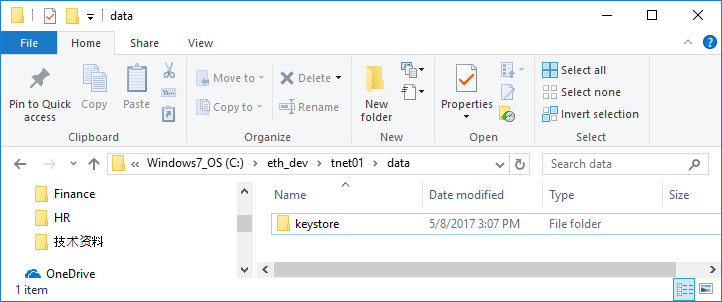 data
File Home Share View
Pin to Quick access
Copy
Paste
Clipboard
Move to
Copy to
Delete
Rename
Organize
New folder
New
Properties
Open
Select all
Select none
Invert selection
Select
« Windows7_OS (C:) › eth_dev › tnet01 › data
Search data
Finance
HR
技术资料
OneDrive
Name Date modified Type Size
keystore 5/8/2017 3:07 PM File folder
1 item